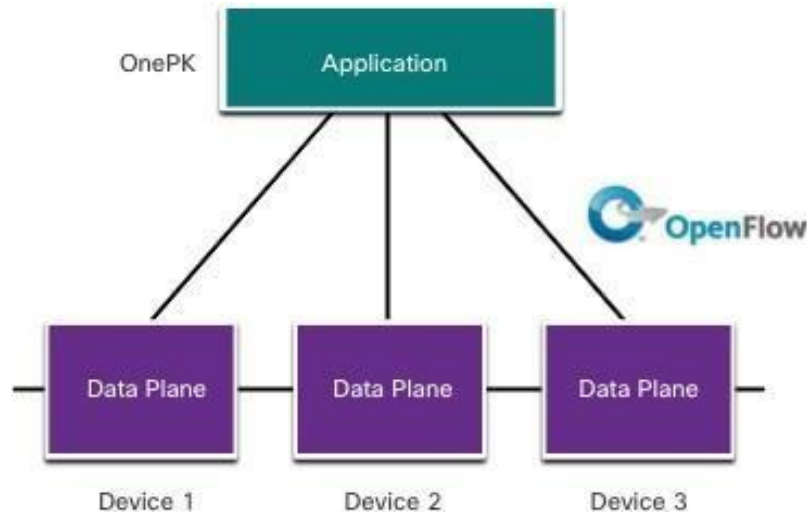 OnePK
Application
OpenFlow
Data Plane
Data Plane
Data Plane
Device 1
Device 2
Device 3